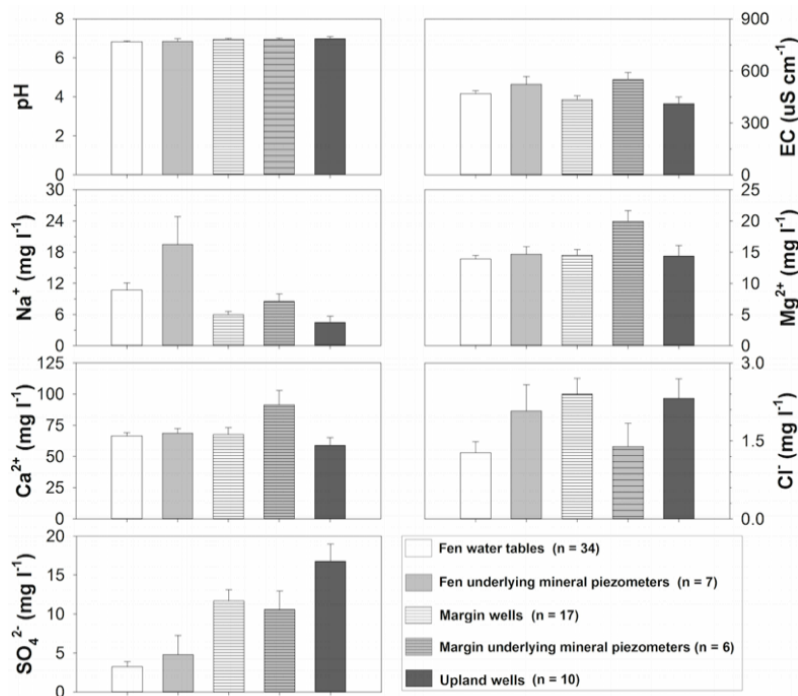 8
6
4
2
0
pH
900
600
300
0
EC (uS cm⁻¹)
30
24
18
12
6
0
Na⁺ (mg l⁻¹)
25
20
15
10
5
0
Mg²⁺ (mg l⁻¹)
125
100
75
50
25
0
Ca²⁺ (mg l⁻¹)
3.0
1.5
0.0
Cl⁻ (mg l⁻¹)
20
15
10
5
0
SO₄²⁻ (mg l⁻¹)
Fen water tables (n = 34)
Fen underlying mineral piezometers (n = 7)
Margin wells (n = 17)
Margin underlying mineral piezometers (n = 6)
Upland wells (n = 10)